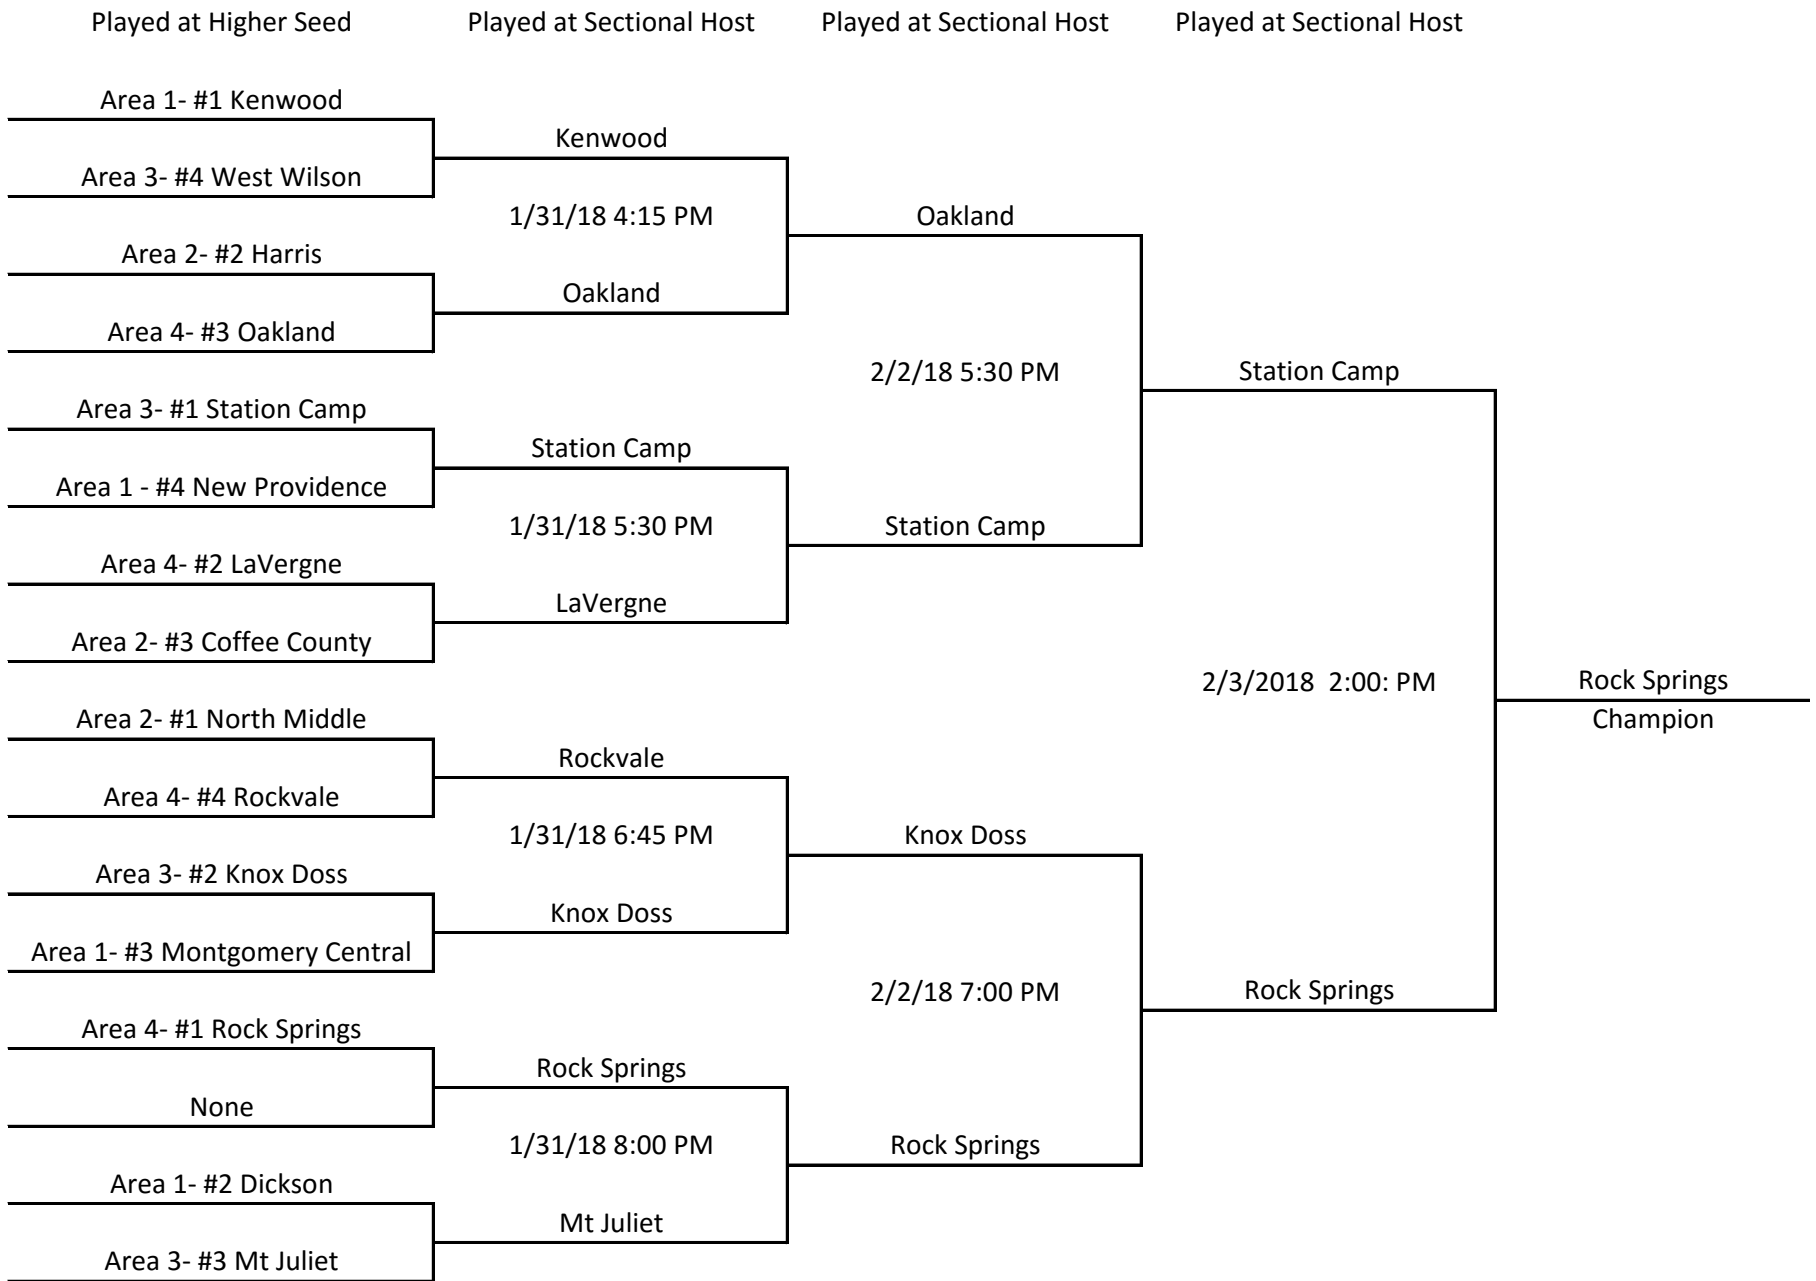 Played at Higher Seed Played at Sectional Host Played at Sectional Host Played at Sectional Host
Area 1- #1 Kenwood
Kenwood
Area 3- #4 West Wilson
1/31/18 4:15 PM Oakland
Area 2- #2 Harris
Oakland
Area 4- #3 Oakland
2/2/18 5:30 PM Station Camp
Area 3- #1 Station Camp
Station Camp
Area 1 - #4 New Providence
1/31/18 5:30 PM Station Camp
Area 4- #2 LaVergne
LaVergne
Area 2- #3 Coffee County
2/3/2018 2:00: PM Rock Springs
Area 2- #1 North Middle Champion
Rockvale
Area 4- #4 Rockvale
1/31/18 6:45 PM Knox Doss
Area 3- #2 Knox Doss
Knox Doss
Area 1- #3 Montgomery Central
2/2/18 7:00 PM Rock Springs
Area 4- #1 Rock Springs
Rock Springs
None
1/31/18 8:00 PM Rock Springs
Area 1- #2 Dickson
Mt Juliet
Area 3- #3 Mt Juliet